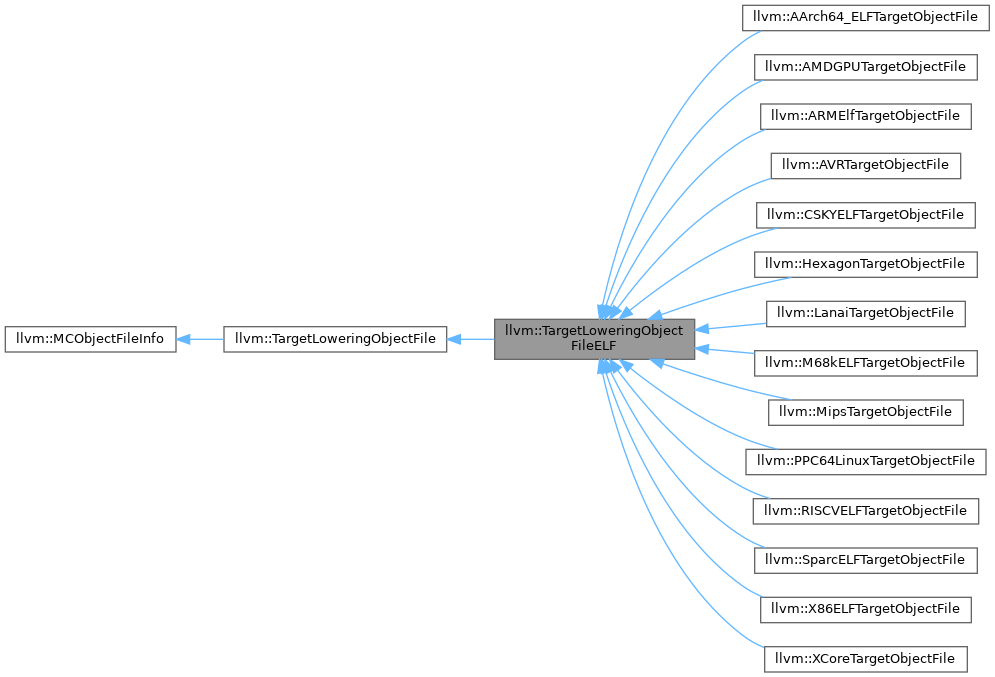 llvm::MCObjectFileInfo
llvm::TargetLoweringObjectFile
llvm::TargetLoweringObject
FileELF
llvm::AArch64_ELFTargetObjectFile
llvm::AMDGPUTargetObjectFile
llvm::ARMElfTargetObjectFile
llvm::AVRTargetObjectFile
llvm::CSKYELFTargetObjectFile
llvm::HexagonTargetObjectFile
llvm::LanaiTargetObjectFile
llvm::M68kELFTargetObjectFile
llvm::MipsTargetObjectFile
llvm::PPC64LinuxTargetObjectFile
llvm::RISCVELFTargetObjectFile
llvm::SparcELFTargetObjectFile
llvm::X86ELFTargetObjectFile
llvm::XCoreTargetObjectFile